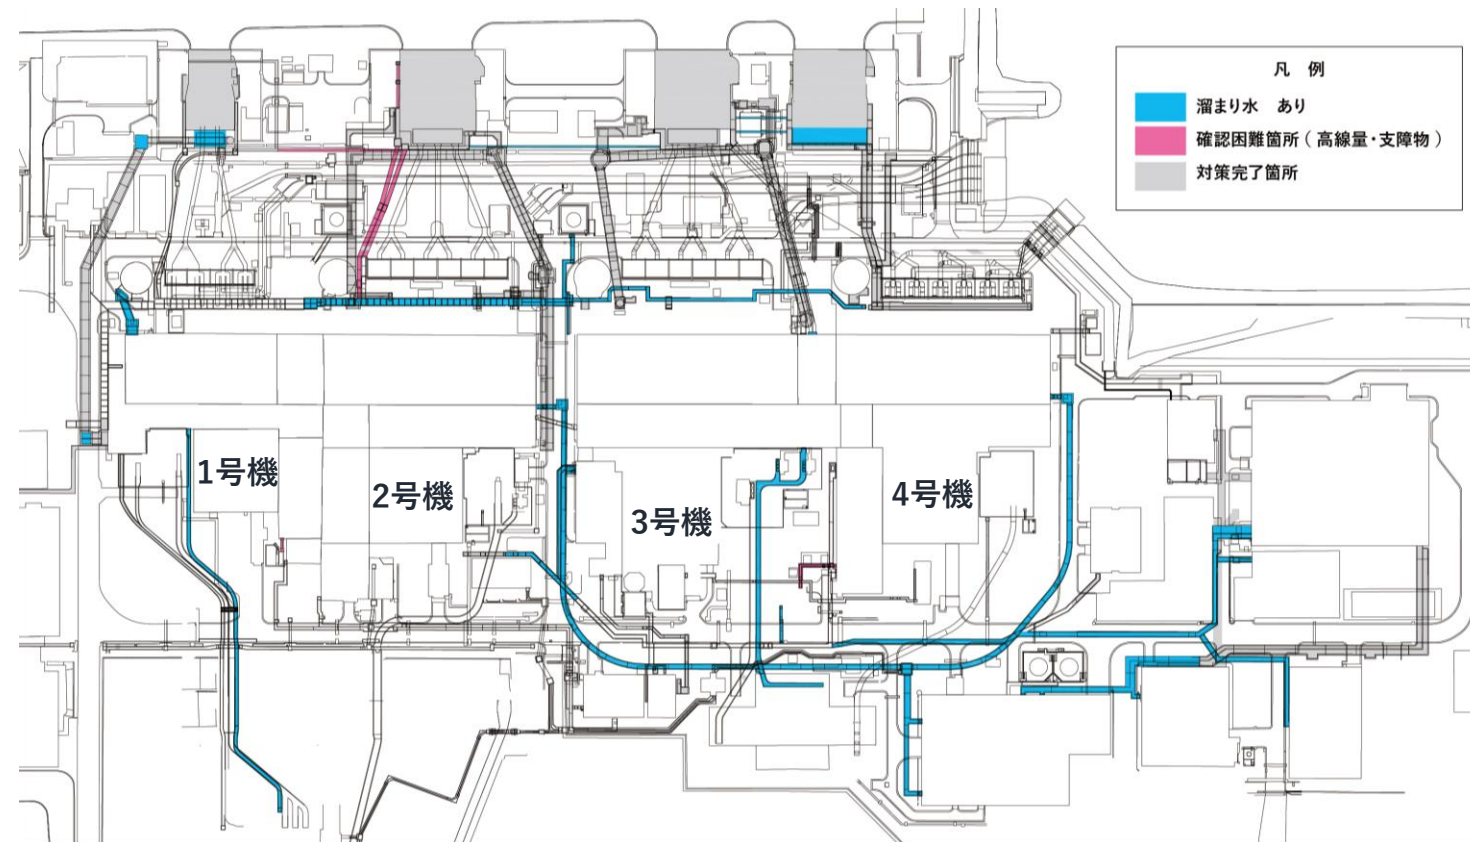 凡 例
溜まり水 あり
確認困難箇所 ( 高線量・支障物 )
対策完了箇所
1号機
2号機
3号機
4号機